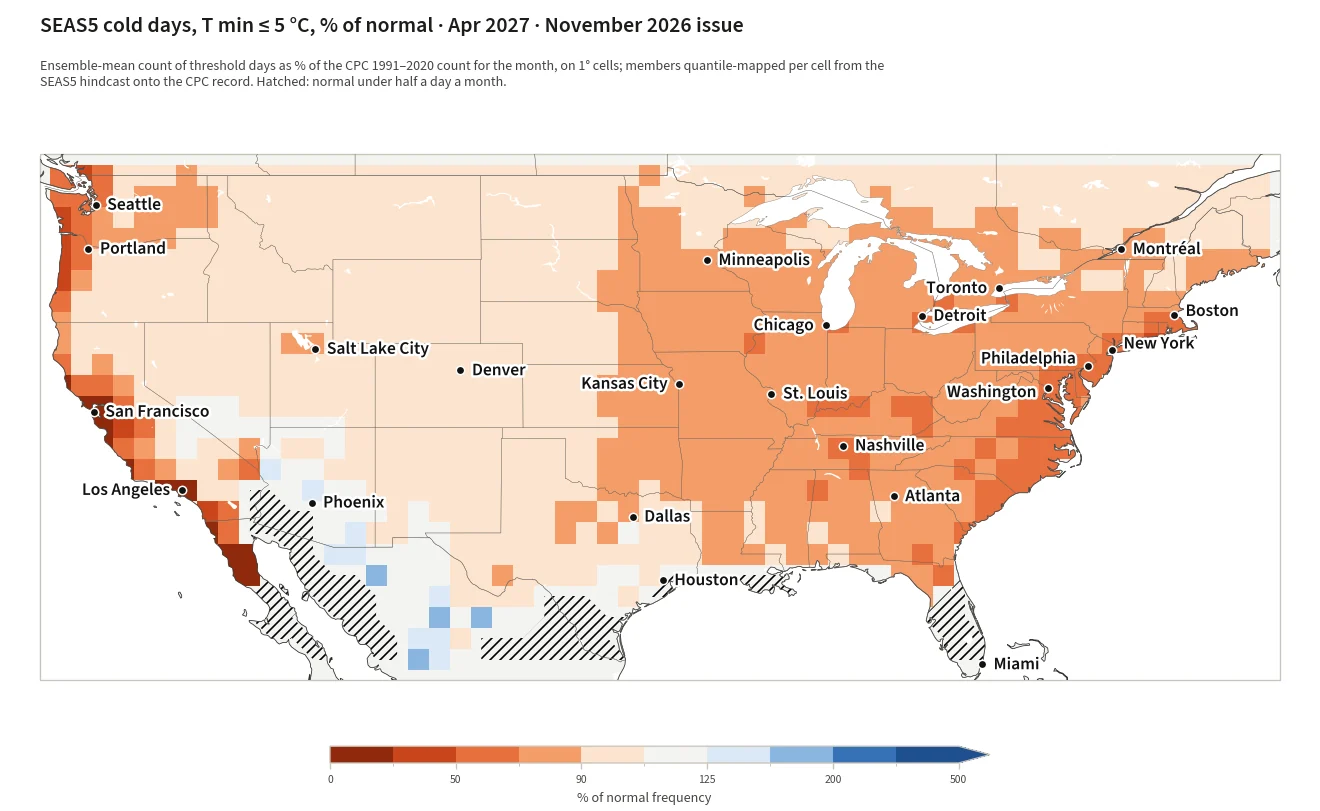 SEAS5 cold days, T min ≤ 5 °C, % of normal · Apr 2027 · November 2026 issue
Ensemble-mean count of threshold days as % of the CPC 1991–2020 count for the month, on 1° cells; members quantile-mapped per cell from the
SEAS5 hindcast onto the CPC record. Hatched: normal under half a day a month.
Seattle
Portland
Montréal
Minneapolis
Toronto
Boston
Detroit
Chicago
New York
Salt Lake City
Philadelphia
Denver
Kansas City
Washington
St. Louis
San Francisco
Nashville
Los Angeles
Atlanta
Phoenix
Dallas
Houston
Miami
0 50 90 125 200 500
% of normal frequency